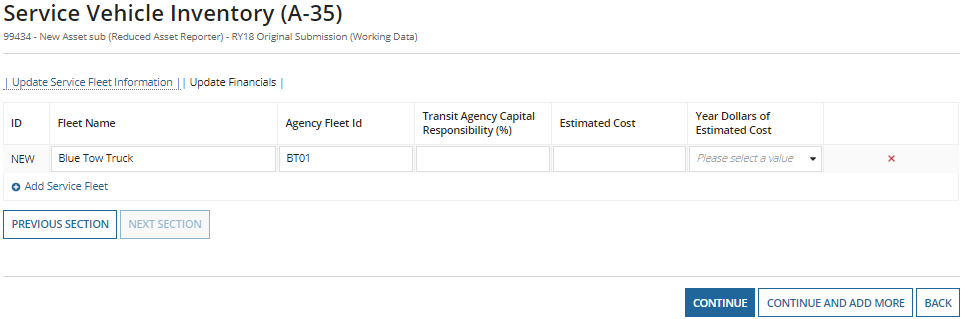 Service Vehicle Inventory (A-35)
99434 - New Asset sub (Reduced Asset Reporter) - RY18 Original Submission (Working Data)
| Update Service Fleet Information || Update Financials |
ID Fleet Name Agency Fleet Id Transit Agency Capital Responsibility (%) Estimated Cost Year Dollars of Estimated Cost
NEW Blue Tow Truck BT01 Please select a value
Add Service Fleet
PREVIOUS SECTION NEXT SECTION
CONTINUE CONTINUE AND ADD MORE BACK